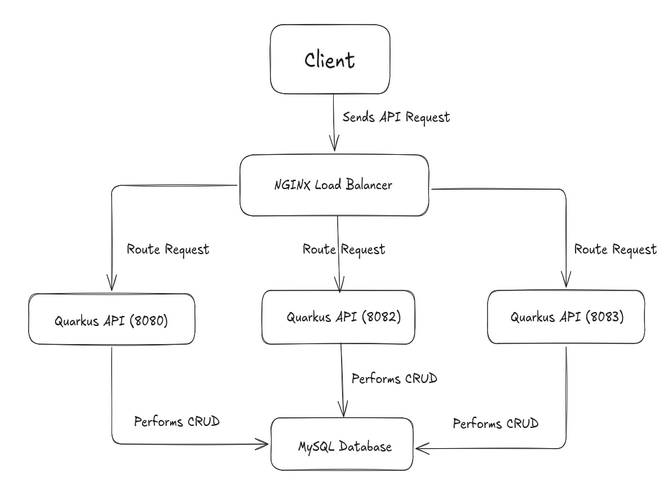 Client
Sends API Request
NGINX Load Balancer
Route Request
Route Request
Route Request
Quarkus API (8080)
Quarkus API (8082)
Quarkus API (8083)
Performs CRUD
Performs CRUD
Performs CRUD
MySQL Database